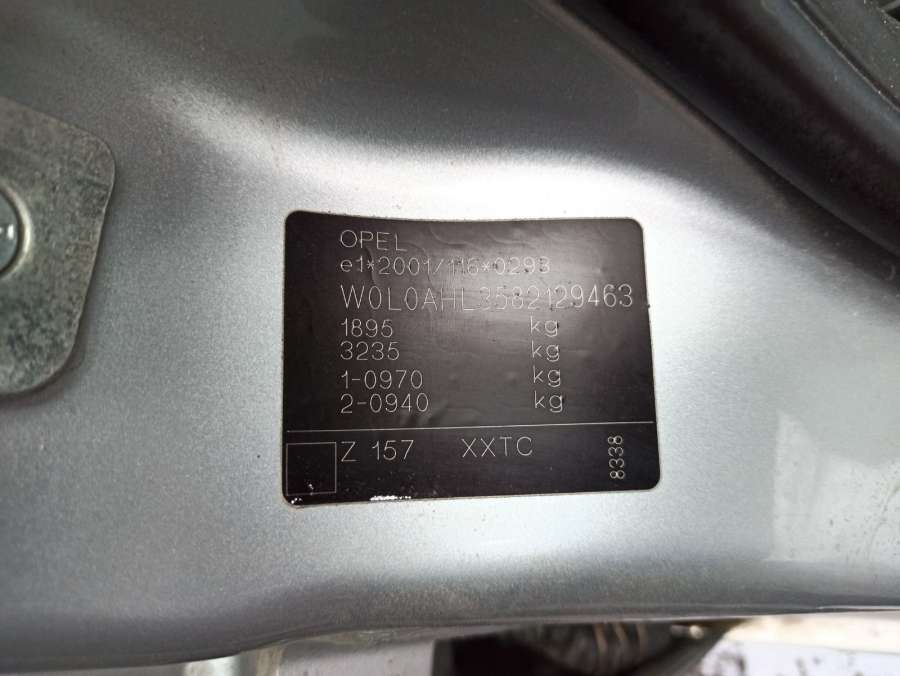 OPEL
e1*2001/116*0293
W0L0AHL3582129463
1895 kg
3235 kg
1-0970 kg
2-0940 kg
Z 157 XXTC
8338